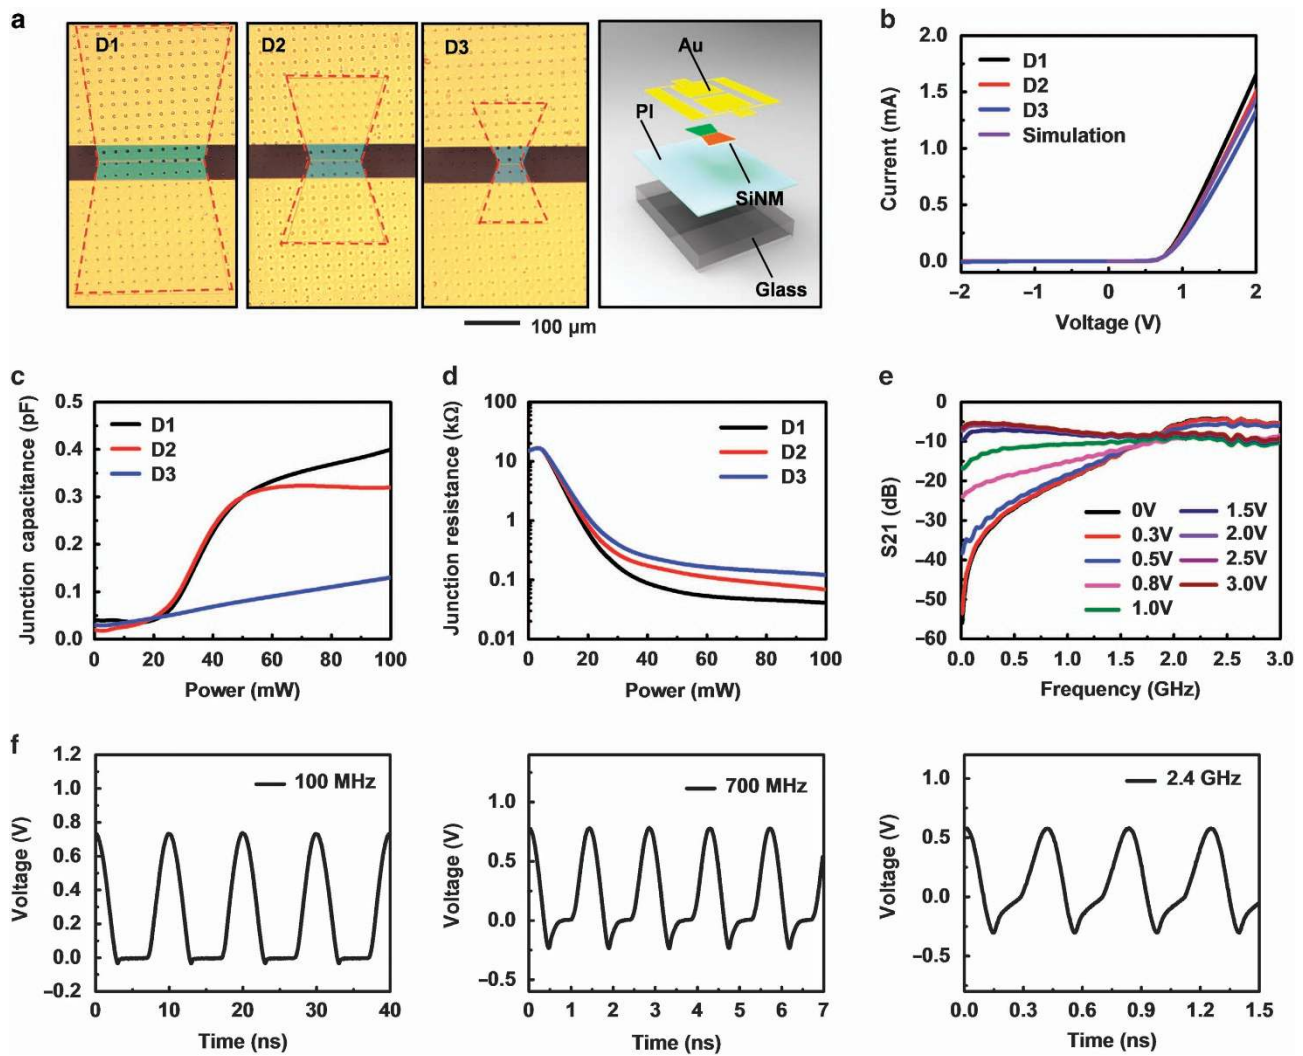 a
D1
D2
D3
Au
PI
SiNM
Glass
100 μm
b
Current (mA)
2.0
1.5
1.0
0.5
0.0
D1
D2
D3
Simulation
−2
−1
0
1
2
Voltage (V)
c
Junction capacitance (pF)
0.5
0.4
0.3
0.2
0.1
0.0
D1
D2
D3
0
20
40
60
80
100
Power (mW)
d
Junction resistance (kΩ)
100
10
1
0.1
0.01
D1
D2
D3
0
20
40
60
80
100
Power (mW)
e
S21 (dB)
0
−10
−20
−30
−40
−50
−60
0V
0.3V
0.5V
0.8V
1.0V
1.5V
2.0V
2.5V
3.0V
0.0
0.5
1.0
1.5
2.0
2.5
3.0
Frequency (GHz)
f
Voltage (V)
1.2
1.0
0.8
0.6
0.4
0.2
0.0
−0.2
100 MHz
0
10
20
30
40
Time (ns)
Voltage (V)
1.0
0.5
0.0
−0.5
700 MHz
0
1
2
3
4
5
6
7
Time (ns)
Voltage (V)
1.0
0.5
0.0
−0.5
2.4 GHz
0.0
0.3
0.6
0.9
1.2
1.5
Time (ns)